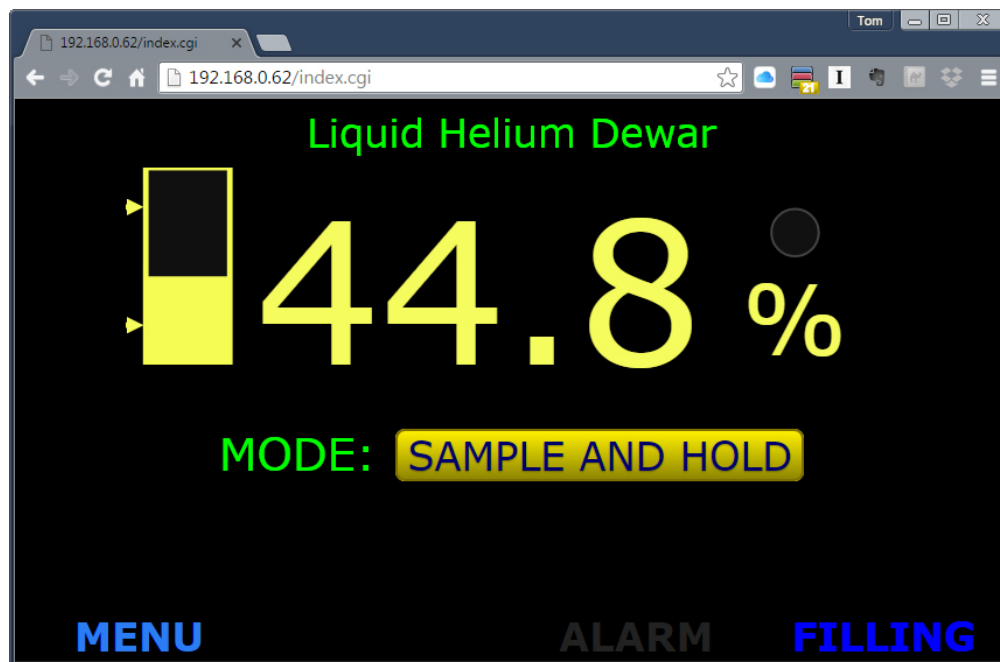 Tom
192.168.0.62/index.cgi
192.168.0.62/index.cgi
21
Liquid Helium Dewar
44.8 %
MODE: SAMPLE AND HOLD
MENU ALARM FILLING